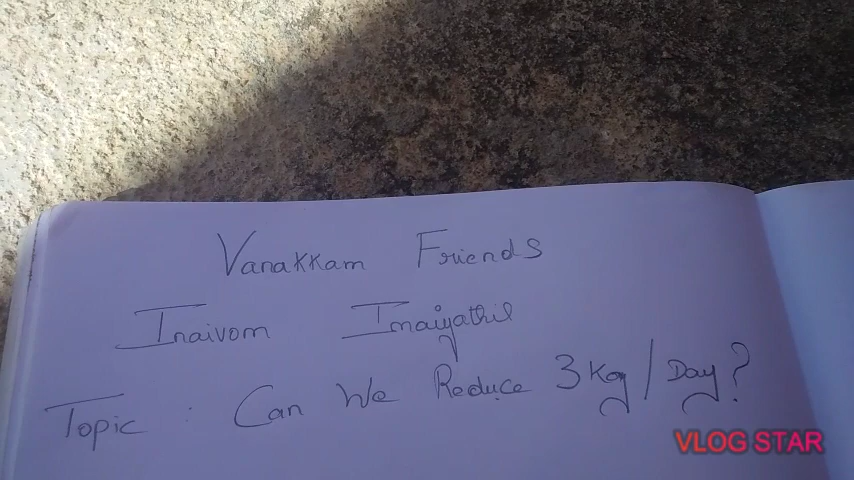 Vanakkam Friends
Inaivom Imaiyathil
Topic : Can We Reduce 3 Kg / Day?
VLOG STAR